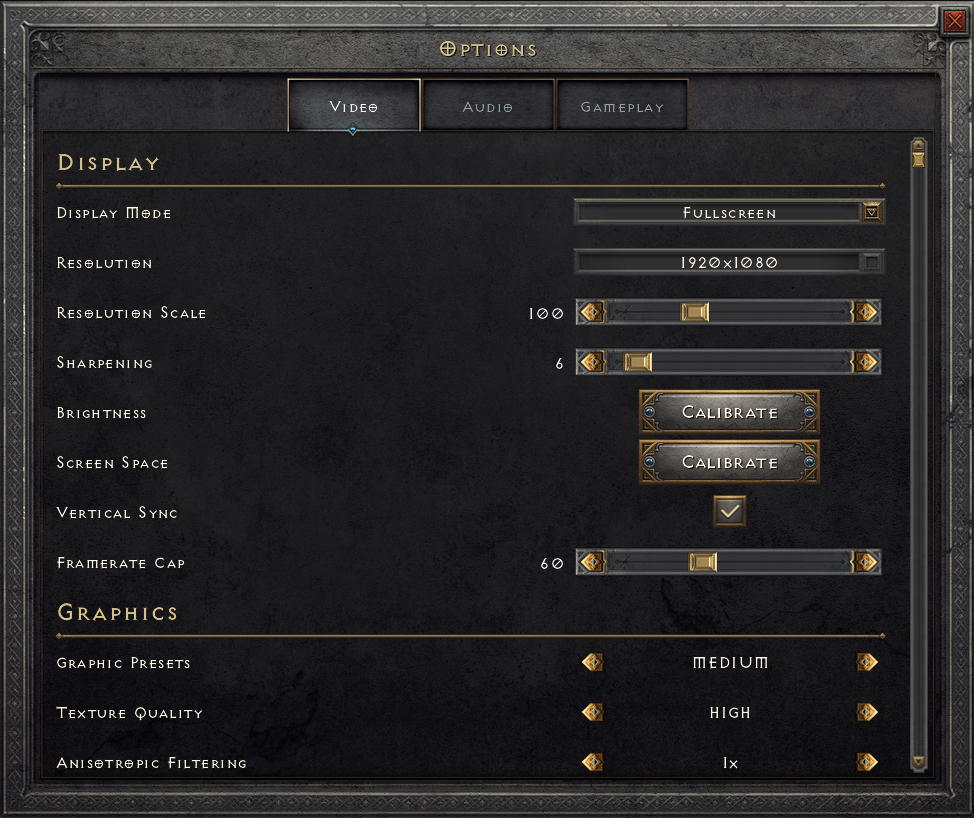 Options
Video Audio Gameplay
Display
Display Mode Fullscreen
Resolution 1920x1080
Resolution Scale 100
Sharpening 6
Brightness Calibrate
Screen Space Calibrate
Vertical Sync
Framerate Cap 60
Graphics
Graphic Presets MEDIUM
Texture Quality HIGH
Anisotropic Filtering 1x